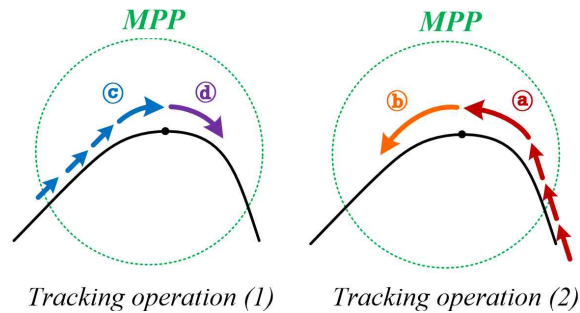 MPP
MPP
ⓒ
ⓓ
ⓑ
ⓐ
Tracking operation (1)
Tracking operation (2)